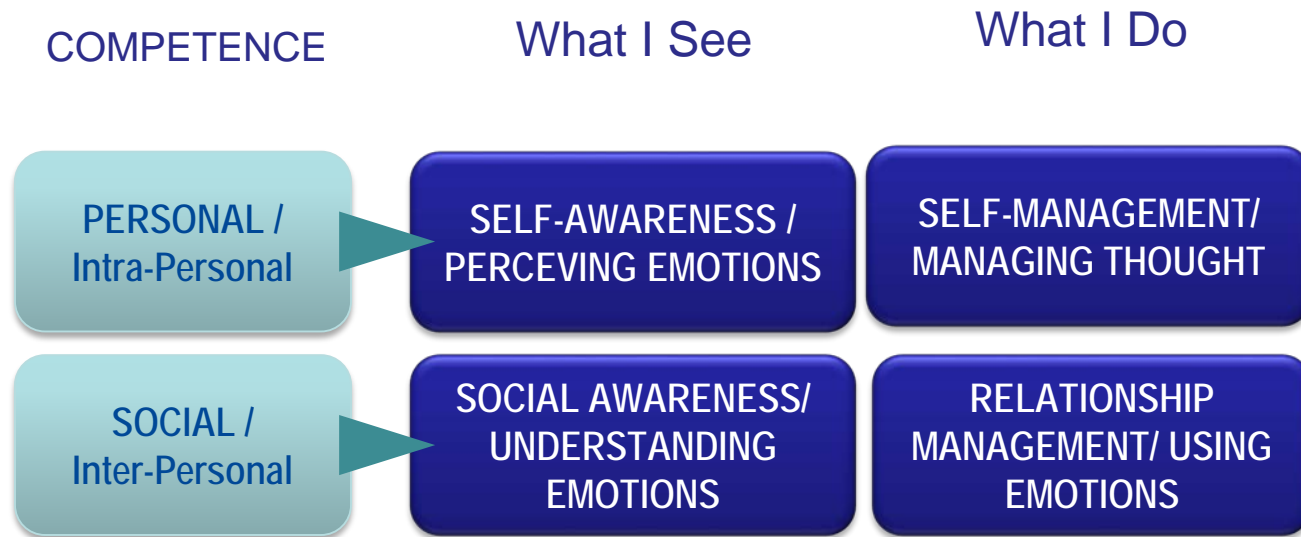 COMPETENCE
What I See
What I Do
PERSONAL /
Intra-Personal
SELF-AWARENESS /
PERCEVING EMOTIONS
SELF-MANAGEMENT/
MANAGING THOUGHT
SOCIAL /
Inter-Personal
SOCIAL AWARENESS/
UNDERSTANDING
EMOTIONS
RELATIONSHIP
MANAGEMENT/ USING
EMOTIONS